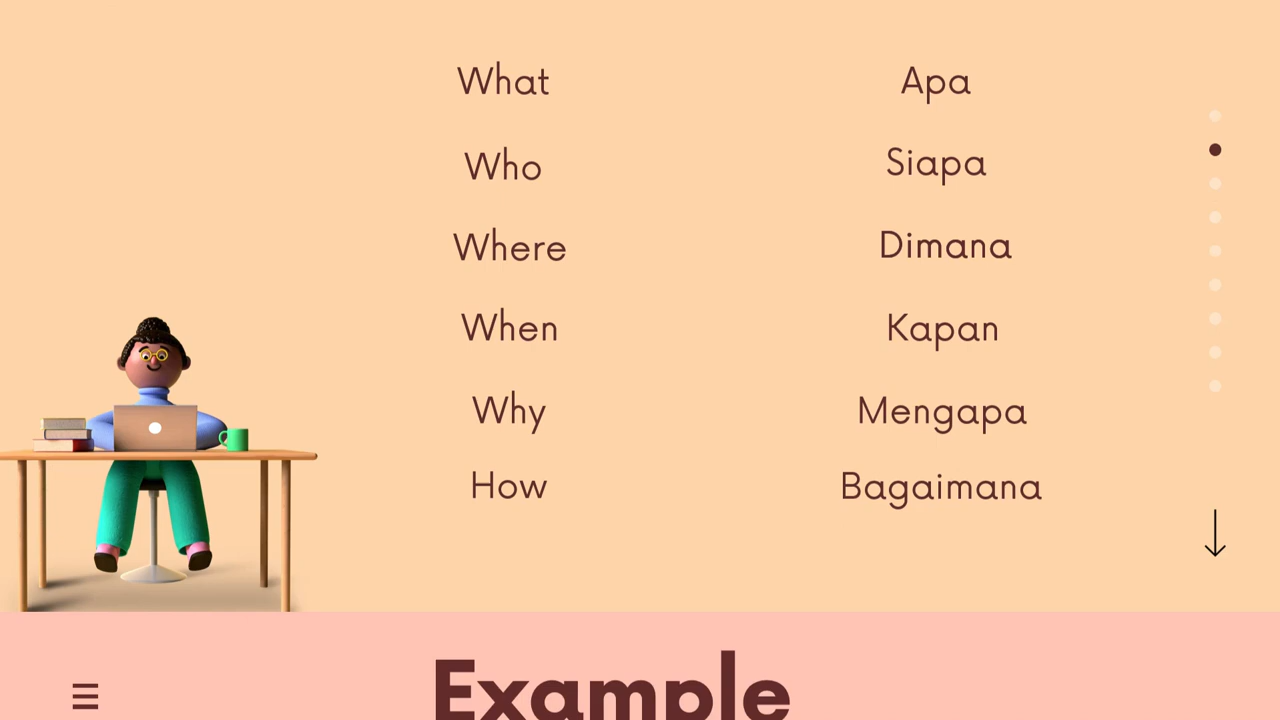 What Apa
Who Siapa
Where Dimana
When Kapan
Why Mengapa
How Bagaimana
Example